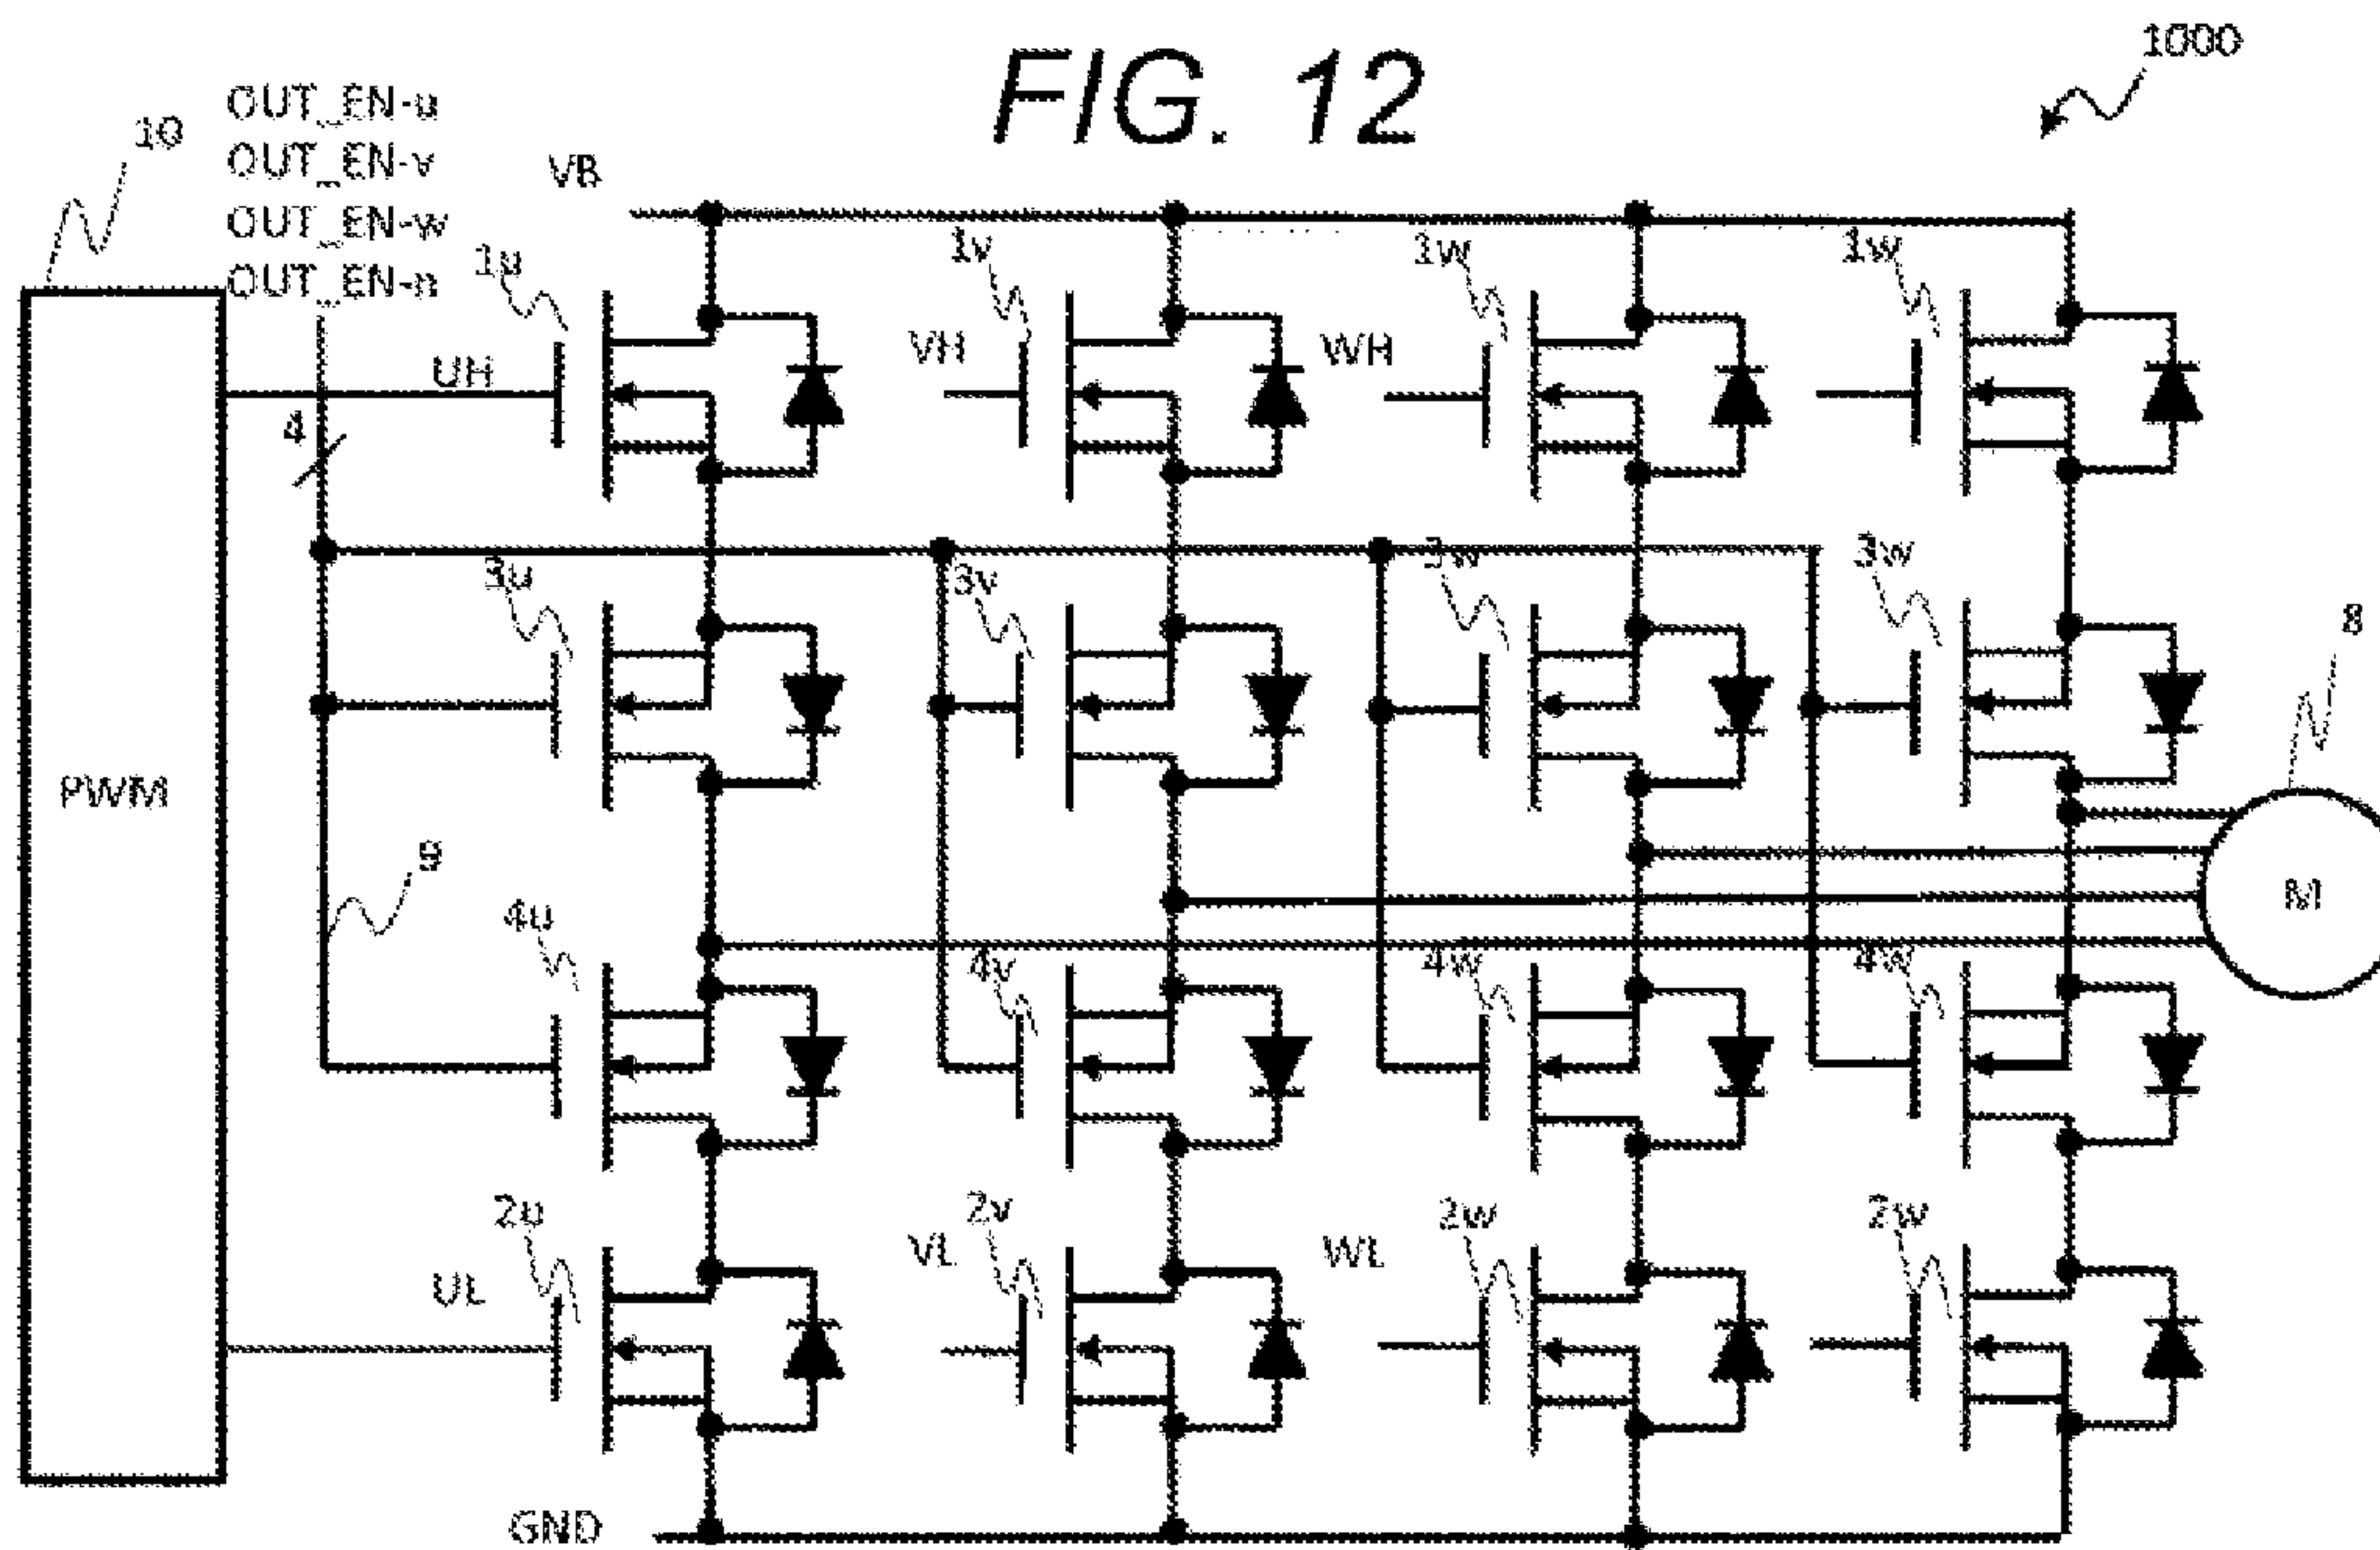 FIG. 12
1000
10
OUT_EN-u
OUT_EN-v
OUT_EN-w
OUT_EN-n
VB
1u
1v
1w
1w
UH
VH
WH
4
3u
3v
3w
3w
8
PWM
9
M
4u
4v
4w
4w
2u
2v
2w
2w
UL
VL
WL
GND